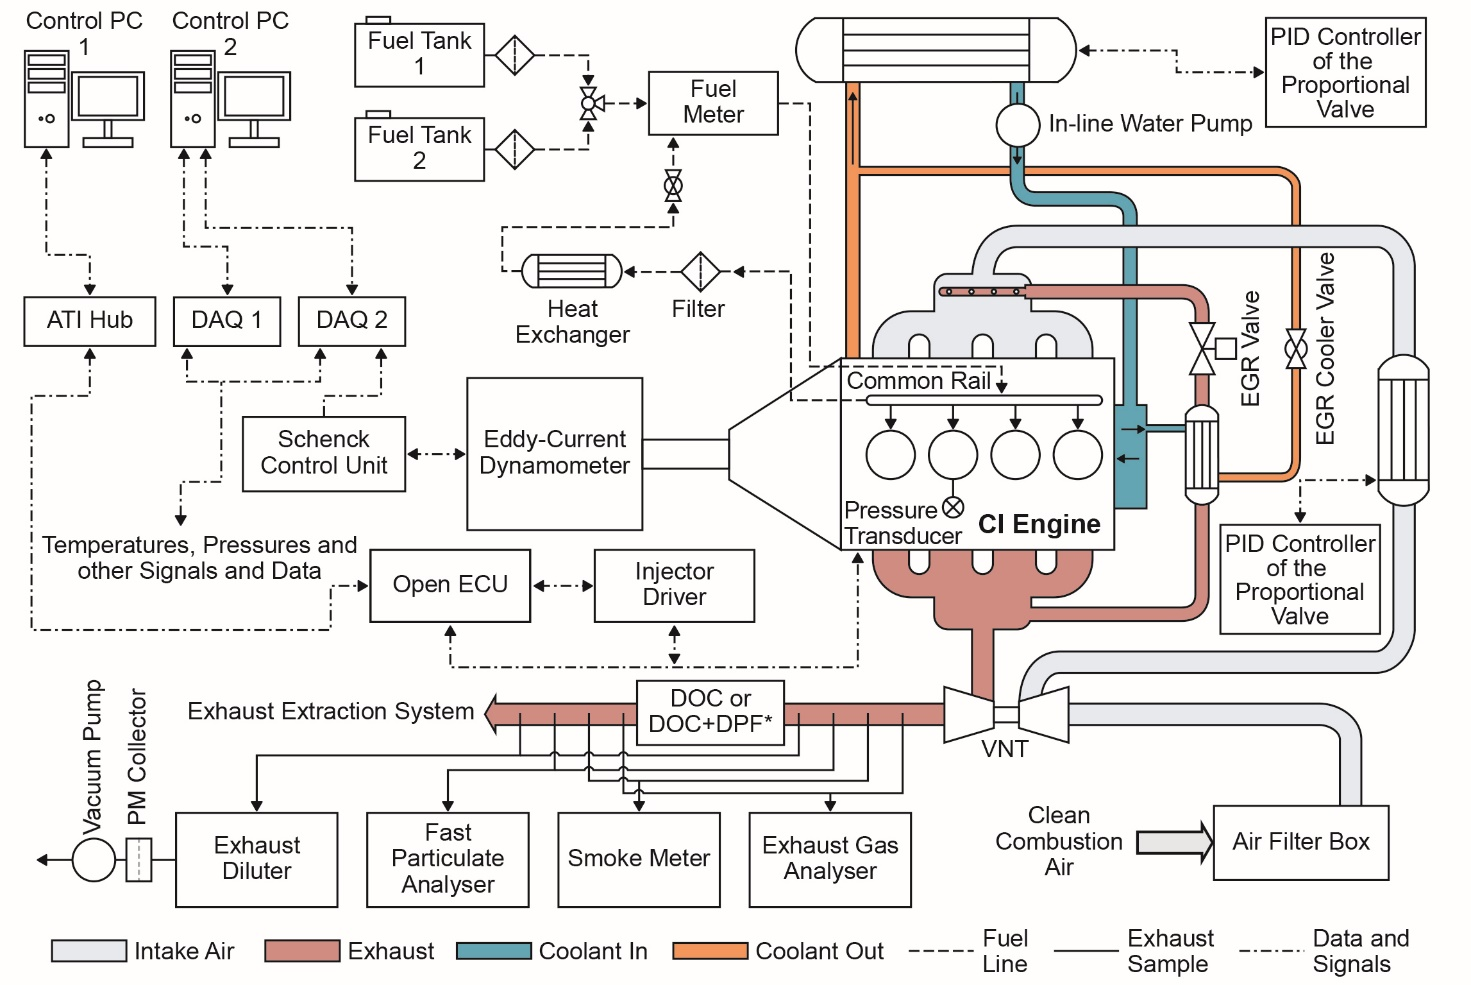 Control PC
1
Control PC
2
Fuel Tank
1
Fuel Tank
2
Fuel
Meter
PID Controller
of the
Proportional
Valve
In-line Water Pump
Heat
Exchanger
Filter
ATI Hub
DAQ 1
DAQ 2
EGR Valve
EGR Cooler Valve
Common Rail
Schenck
Control Unit
Eddy-Current
Dynamometer
Pressure
Transducer
CI Engine
Temperatures, Pressures and
other Signals and Data
Open ECU
Injector
Driver
PID Controller
of the
Proportional
Valve
Exhaust Extraction System
DOC or
DOC+DPF*
VNT
Vacuum Pump
PM Collector
Exhaust
Diluter
Fast
Particulate
Analyser
Smoke Meter
Exhaust Gas
Analyser
Clean
Combustion
Air
Air Filter Box
Intake Air
Exhaust
Coolant In
Coolant Out
Fuel
Line
Exhaust
Sample
Data and
Signals